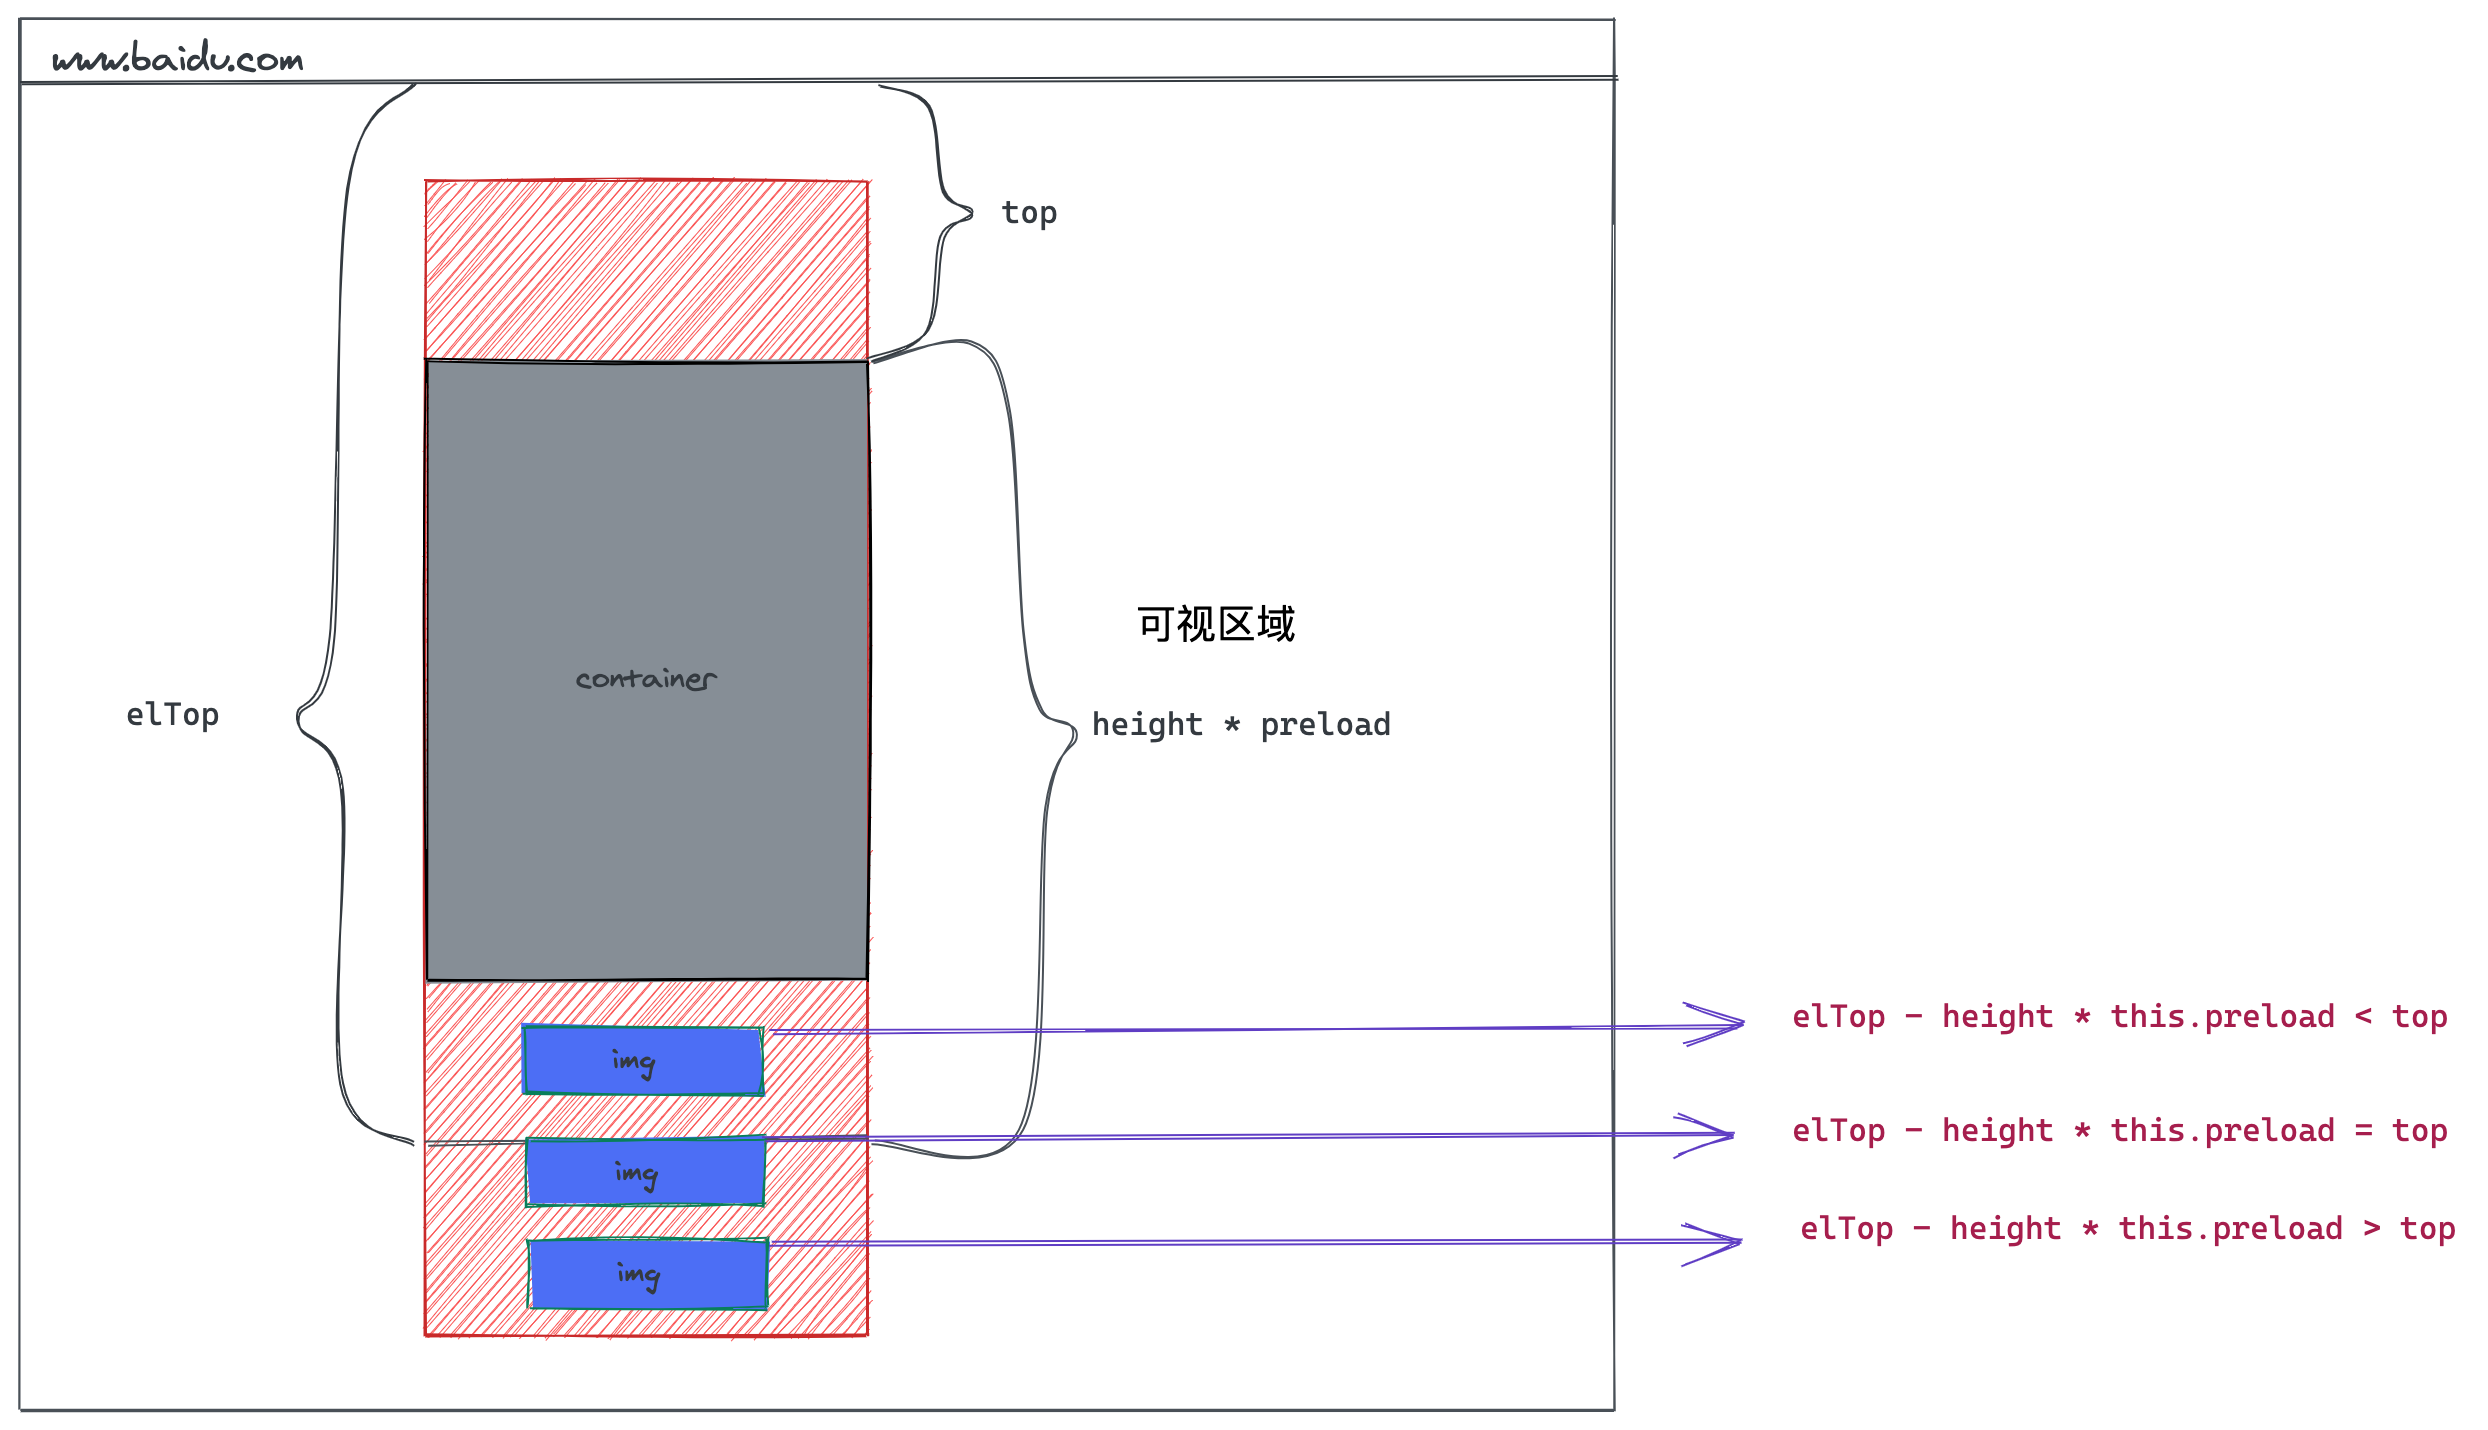 www.baidu.com
top
可视区域
container
elTop
height * preload
elTop - height * this.preload < top
img
elTop - height * this.preload = top
img
elTop - height * this.preload > top
img